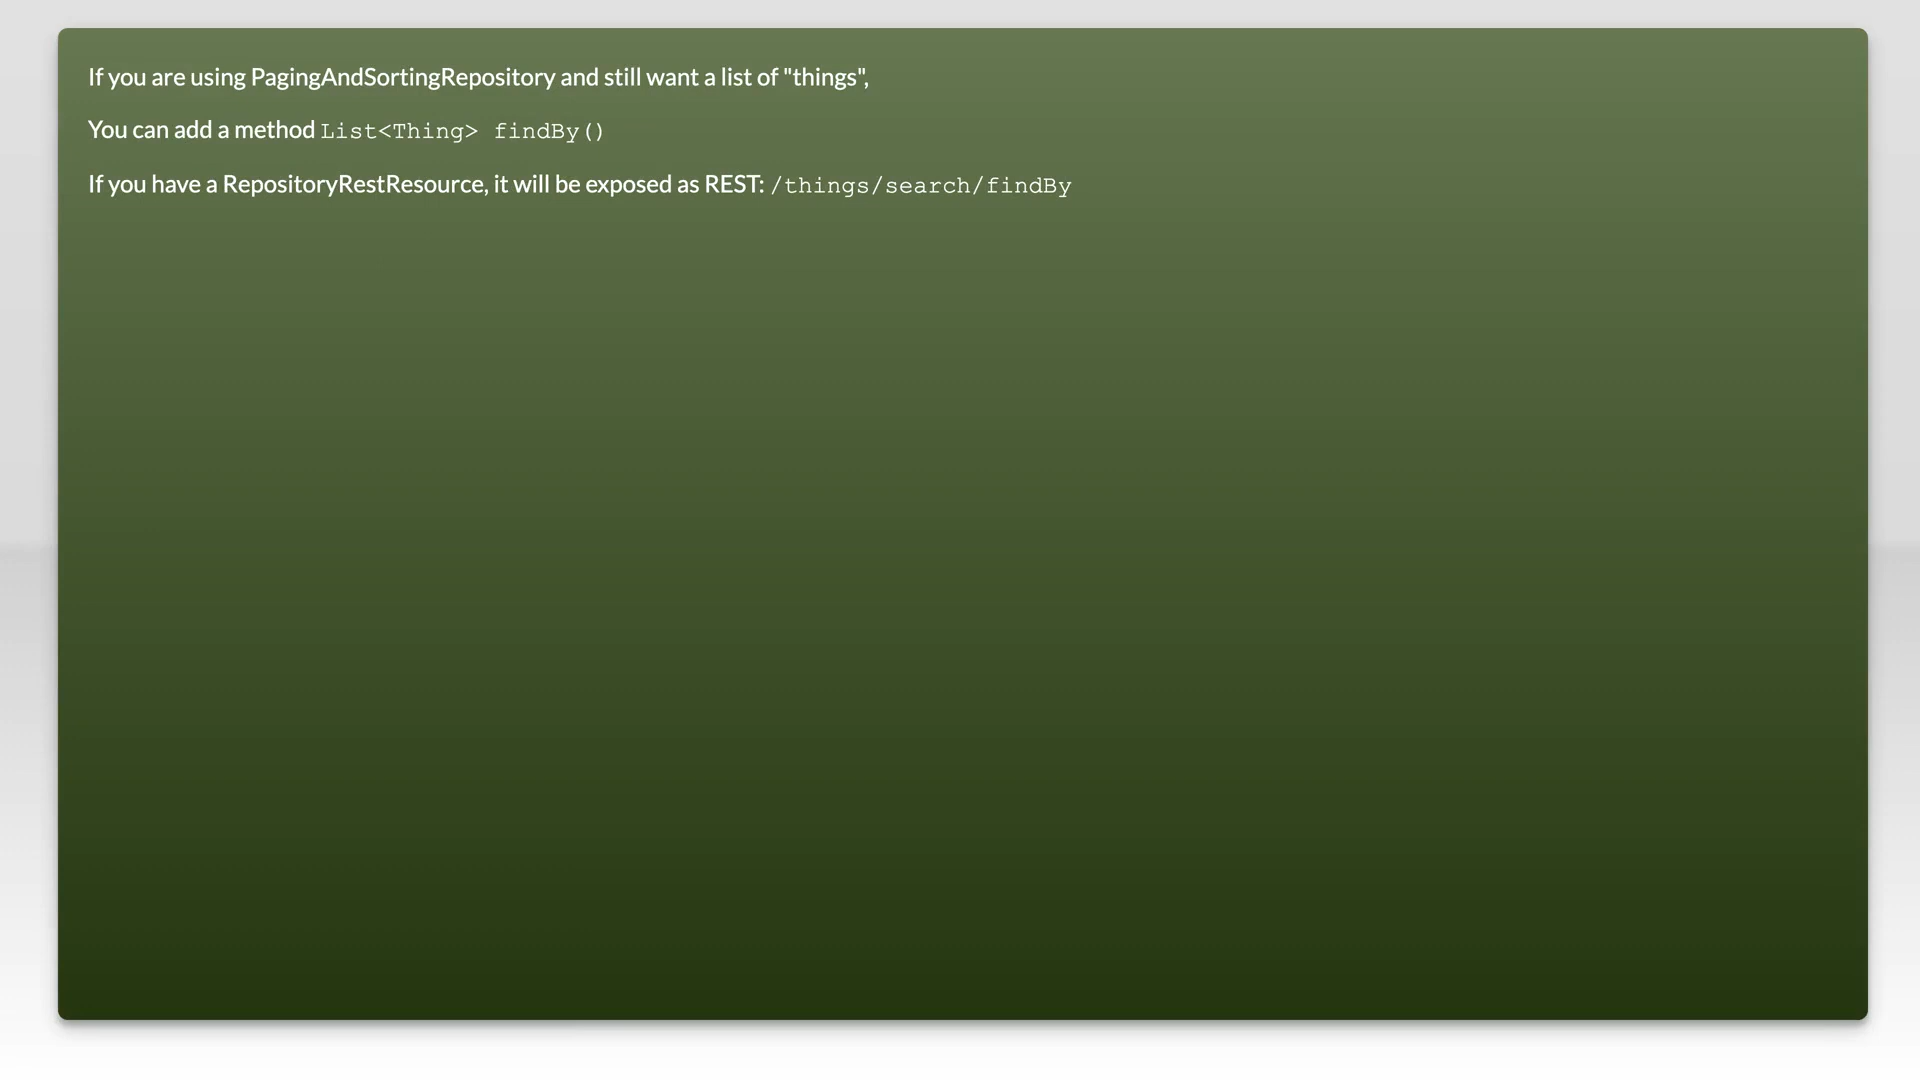 If you are using PagingAndSortingRepository and still want a list of "things",
You can add a method List<Thing> findBy()
If you have a RepositoryRestResource, it will be exposed as REST: /things/search/findBy